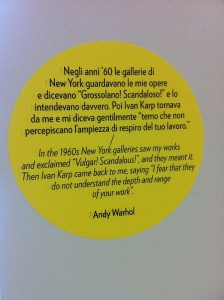 Negli anni '60 le gallerie di
New York guardavano le mie opere
e dicevano "Grossolano! Scandaloso!" e lo
intendevano davvero. Poi Ivan Karp tornava
da me e mi diceva gentilmente "temo che non
percepiscano l'ampiezza di respiro del tuo lavoro."
/
In the 1960s New York galleries saw my works
and exclaimed "Vulgar! Scandalous!", and they meant it.
Then Ivan Karp came back to me, saying "I fear that they
do not understand the depth and range
of your work".
Andy Warhol